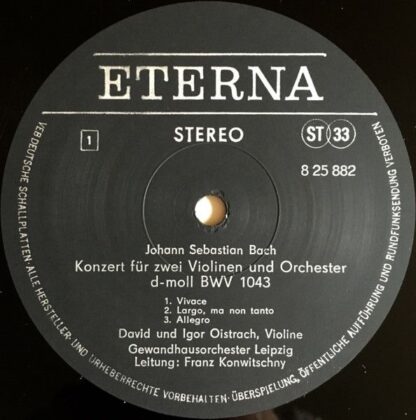 ETERNA
1
STEREO
ST 33
8 25 882
Johann Sebastian Bach
Konzert für zwei Violinen und Orchester
d-moll BWV 1043
1. Vivace
2. Largo, ma non tanto
3. Allegro
David und Igor Oistrach, Violine
Gewandhausorchester Leipzig
Leitung: Franz Konwitschny
VEB DEUTSCHE SCHALLPLATTEN · ALLE HERSTELLER- UND URHEBERRECHTE VORBEHALTEN · ÜBERSPIELUNG, ÖFFENTLICHE AUFFÜHRUNG UND RUNDFUNKSENDUNG VERBOTEN